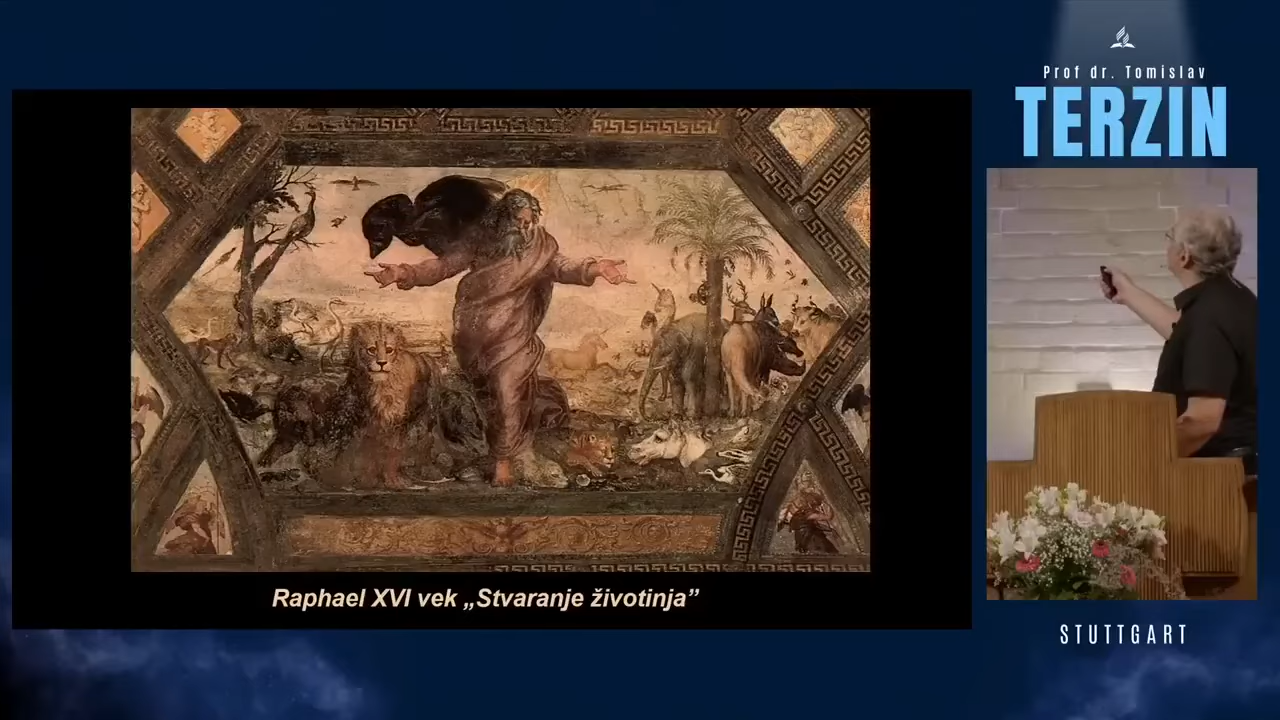 Prof dr. Tomislav
TERZIN
Raphael XVI vek „Stvaranje životinja”
STUTTGART